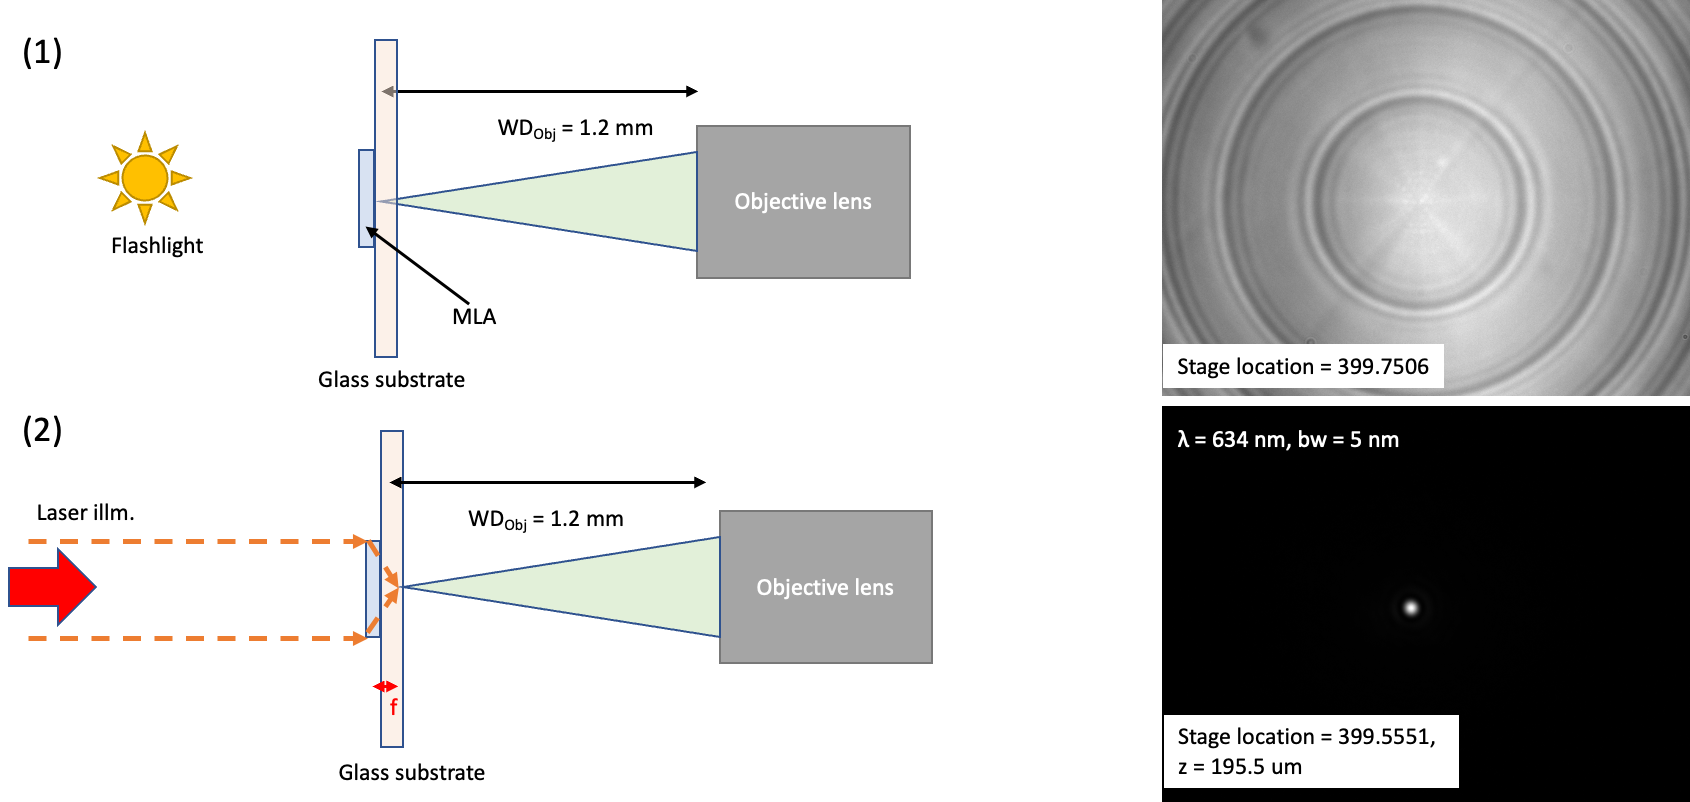 (1)
WDObj = 1.2 mm
Objective lens
Flashlight
MLA
Glass substrate
Stage location = 399.7506
(2)
λ = 634 nm, bw = 5 nm
Laser illm.
WDObj = 1.2 mm
Objective lens
f
Glass substrate
Stage location = 399.5551,
z = 195.5 um